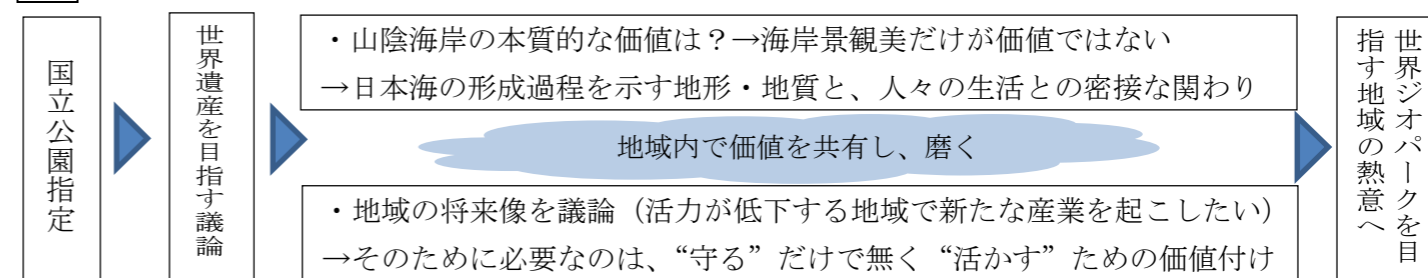 国立公園指定
世界遺産を目指す議論
・山陰海岸の本質的な価値は？→海岸景観美だけが価値ではない
→日本海の形成過程を示す地形・地質と、人々の生活との密接な関わり
地域内で価値を共有し、磨く
・地域の将来像を議論（活力が低下する地域で新たな産業を起こしたい）
→そのために必要なのは、“守る”だけで無く“活かす”ための価値付け
世界ジオパークを目
指す地域の熱意へ